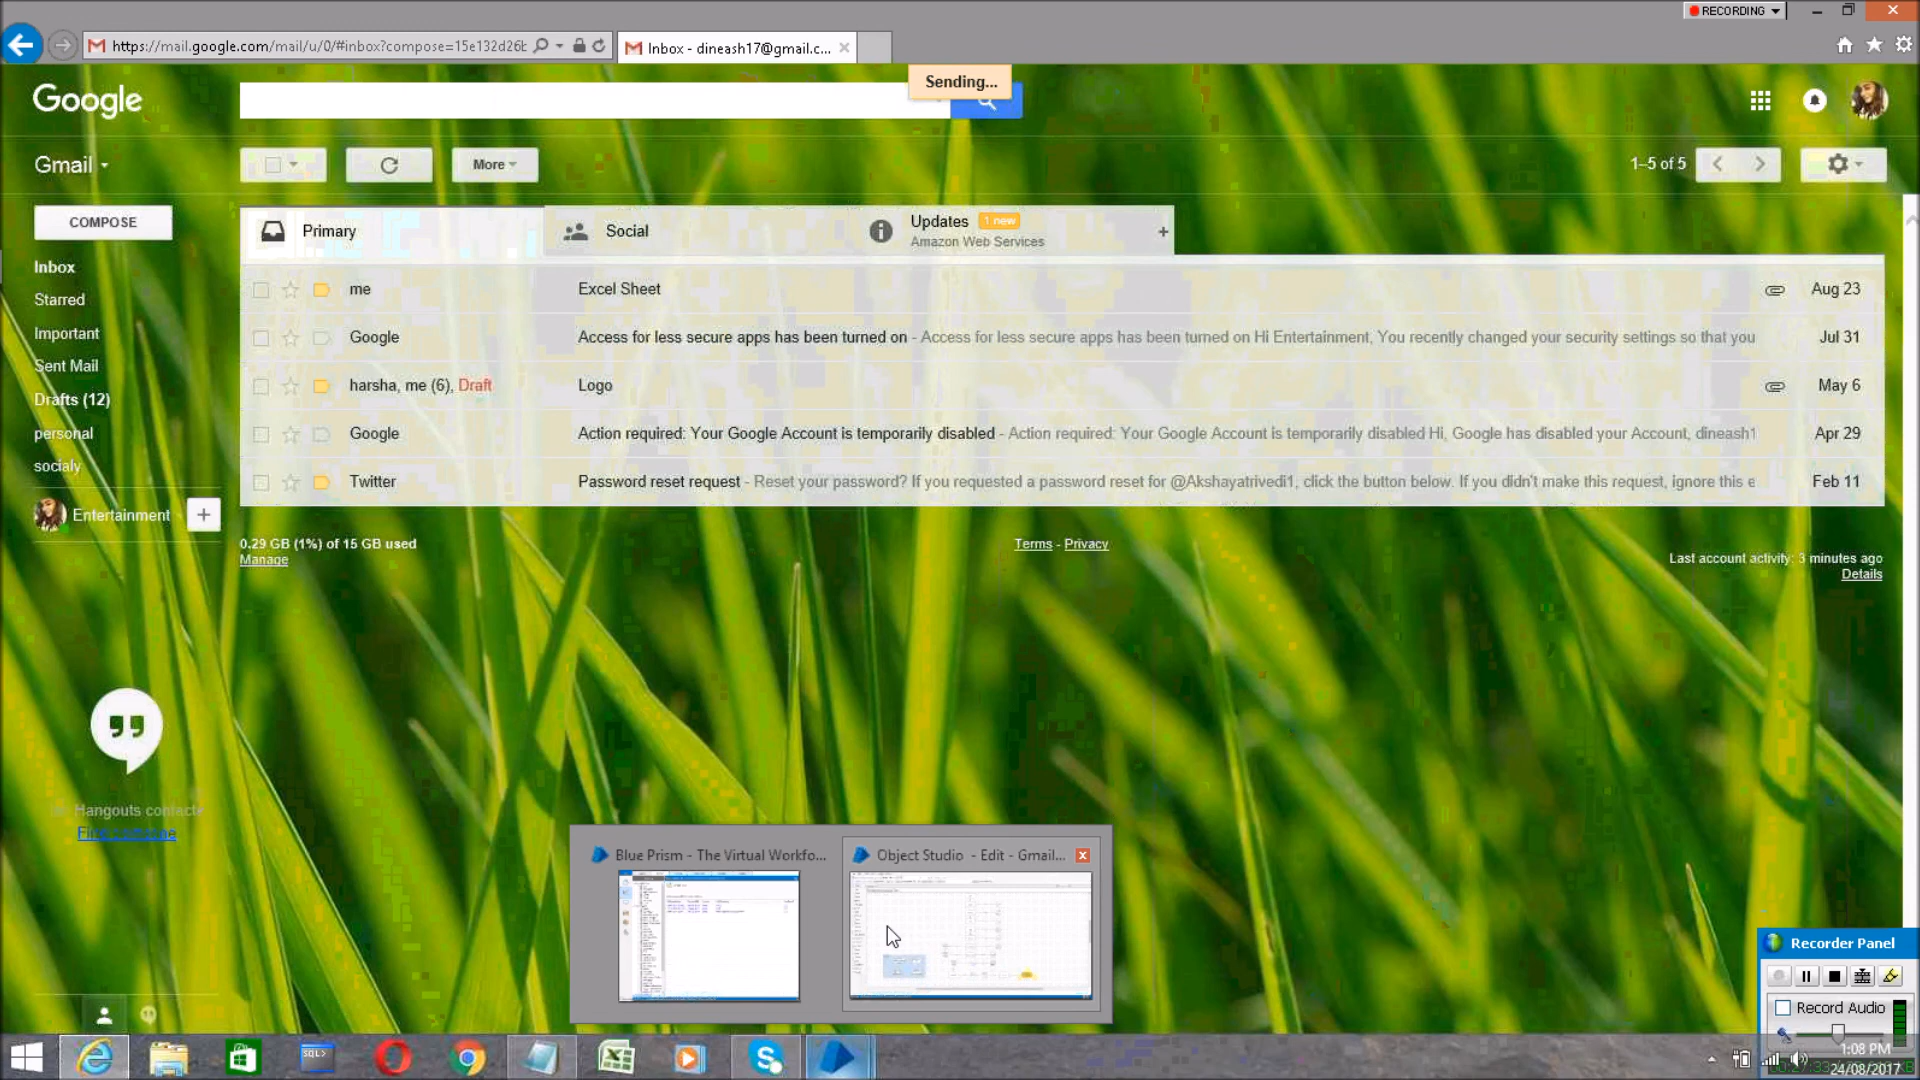 RECORDING
https://mail.google.com/mail/u/0/#inbox?compose=15e132d26b
Inbox - dineash17@gmail.c...
Sending...
Google
Gmail
More
1–5 of 5
COMPOSE
Primary
Social
Updates 1 new
Amazon Web Services
Inbox
Starred
Important
Sent Mail
Drafts (12)
personal
socialy
Entertainment
me Excel Sheet Aug 23
Google Access for less secure apps has been turned on - Access for less secure apps has been turned on Hi Entertainment, You recently changed your security settings so that you Jul 31
harsha, me (6), Draft Logo May 6
Google Action required: Your Google Account is temporarily disabled - Action required: Your Google Account is temporarily disabled Hi, Google has disabled your Account, dineash1 Apr 29
Twitter Password reset request - Reset your password? If you requested a password reset for @Akshayatrivedi1, click the button below. If you didn't make this request, ignore this e Feb 11
0.29 GB (1%) of 15 GB used
Manage
Terms - Privacy
Last account activity: 3 minutes ago
Details
Hangouts contacts
Find someone
Blue Prism - The Virtual Workfo...
Object Studio - Edit - Gmail...
Recorder Panel
Record Audio
SQL>
1:08 PM
24/08/2017